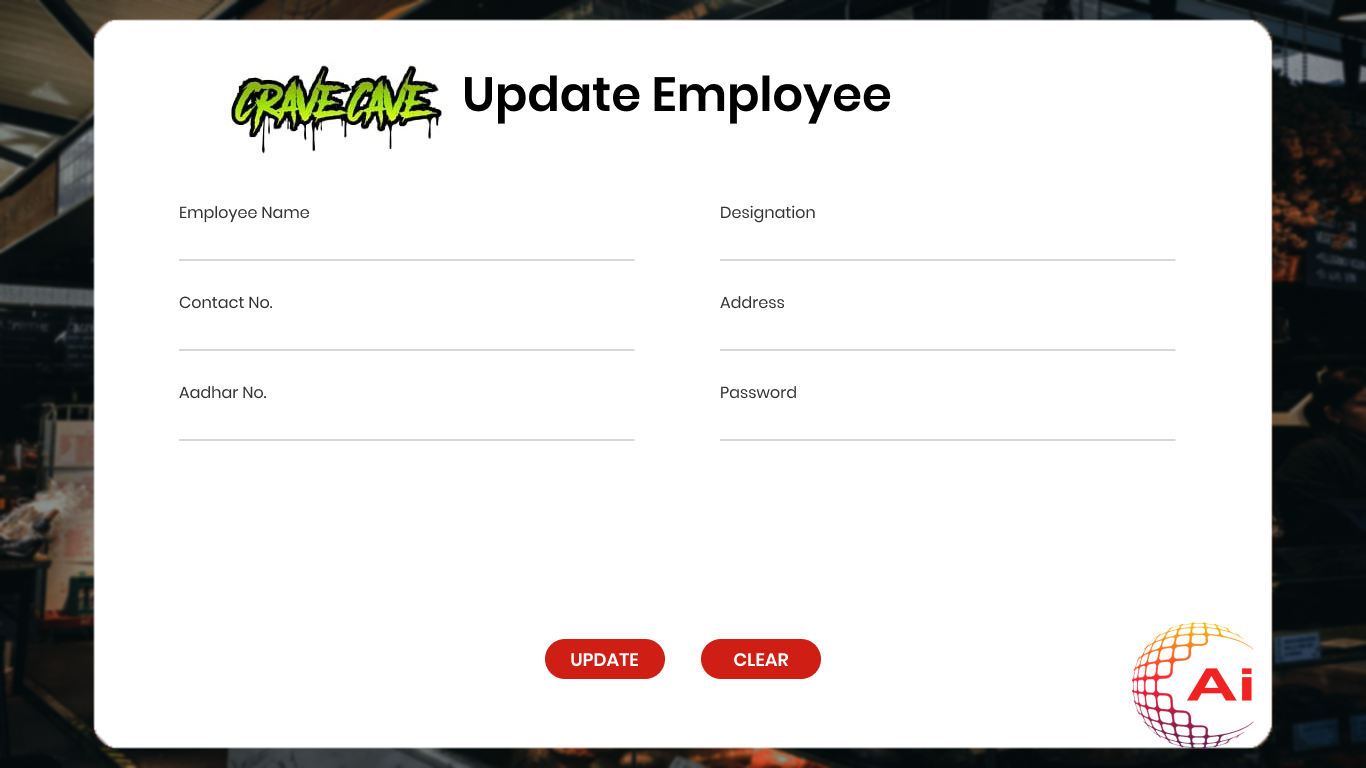 CRAVE CAVE
Update Employee
Employee Name
Designation
Contact No.
Address
Aadhar No.
Password
UPDATE
CLEAR
Ai